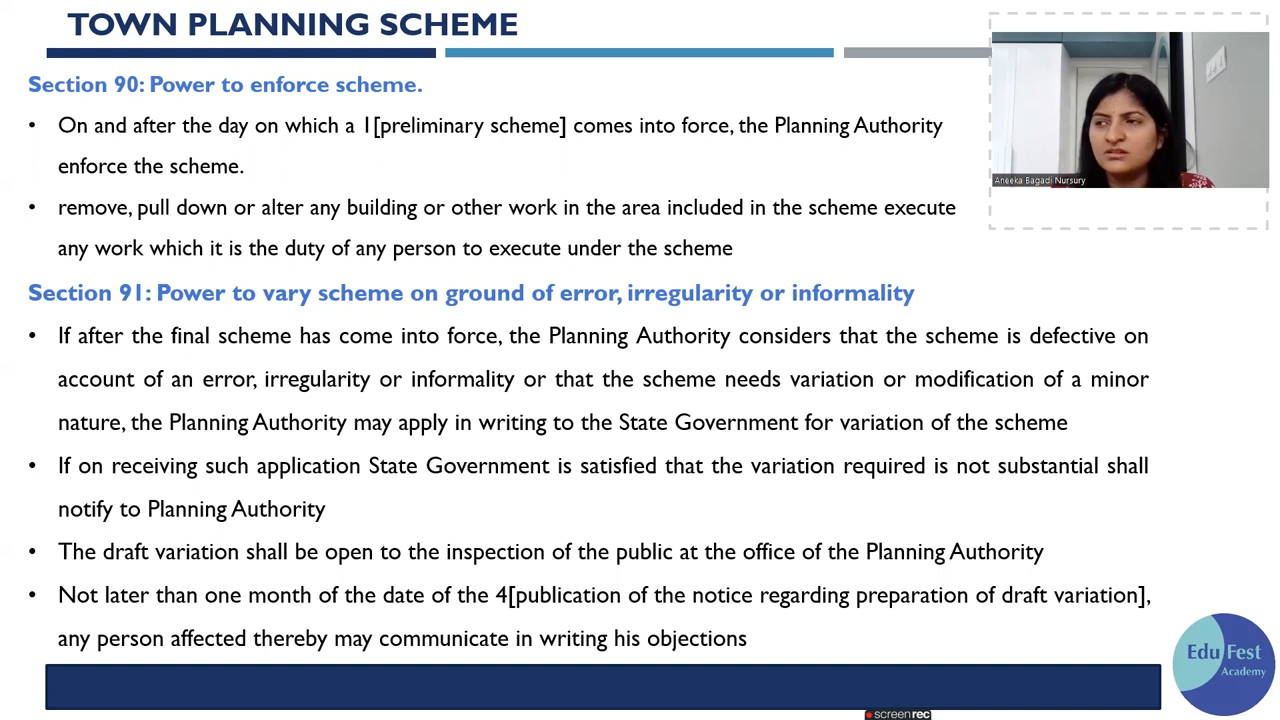 TOWN PLANNING SCHEME
Section 90: Power to enforce scheme.
• On and after the day on which a 1[preliminary scheme] comes into force, the Planning Authority
enforce the scheme.
• remove, pull down or alter any building or other work in the area included in the scheme execute
any work which it is the duty of any person to execute under the scheme
Section 91: Power to vary scheme on ground of error, irregularity or informality
• If after the final scheme has come into force, the Planning Authority considers that the scheme is defective on
account of an error, irregularity or informality or that the scheme needs variation or modification of a minor
nature, the Planning Authority may apply in writing to the State Government for variation of the scheme
• If on receiving such application State Government is satisfied that the variation required is not substantial shall
notify to Planning Authority
• The draft variation shall be open to the inspection of the public at the office of the Planning Authority
• Not later than one month of the date of the 4[publication of the notice regarding preparation of draft variation],
any person affected thereby may communicate in writing his objections
Aneeka Bagadi Nursury
Edu Fest
Academy
screenrec